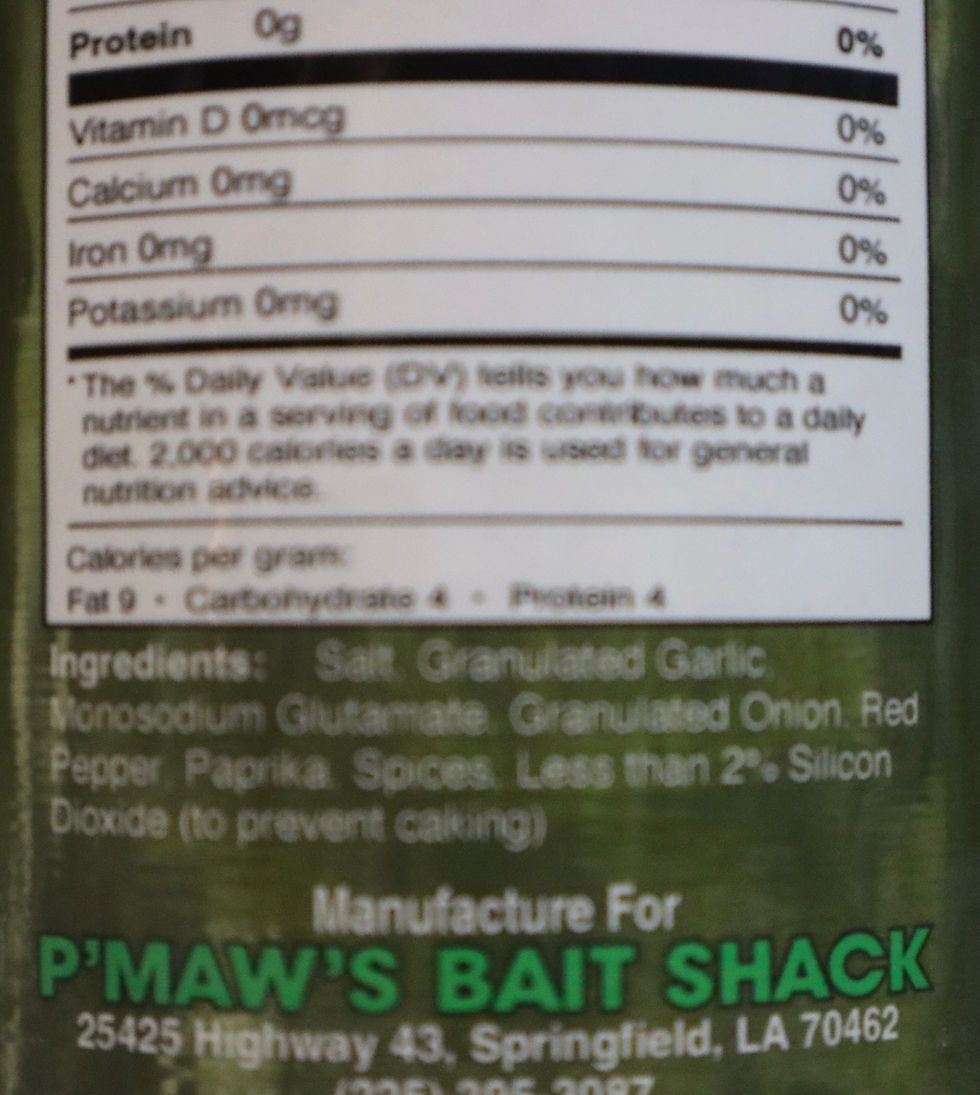 Protein 0g 0%
Vitamin D 0mcg 0%
Calcium 0mg 0%
Iron 0mg 0%
Potassium 0mg 0%
* The % Daily Value (DV) tells you how much a
nutrient in a serving of food contributes to a daily
diet. 2,000 calories a day is used for general
nutrition advice.
Calories per gram:
Fat 9 • Carbohydrate 4 • Protein 4
Ingredients: Salt, Granulated Garlic,
Monosodium Glutamate, Granulated Onion, Red
Pepper, Paprika, Spices, Less than 2% Silicon
Dioxide (to prevent caking)
Manufacture For
P'MAW'S BAIT SHACK
25425 Highway 43, Springfield, LA 70462